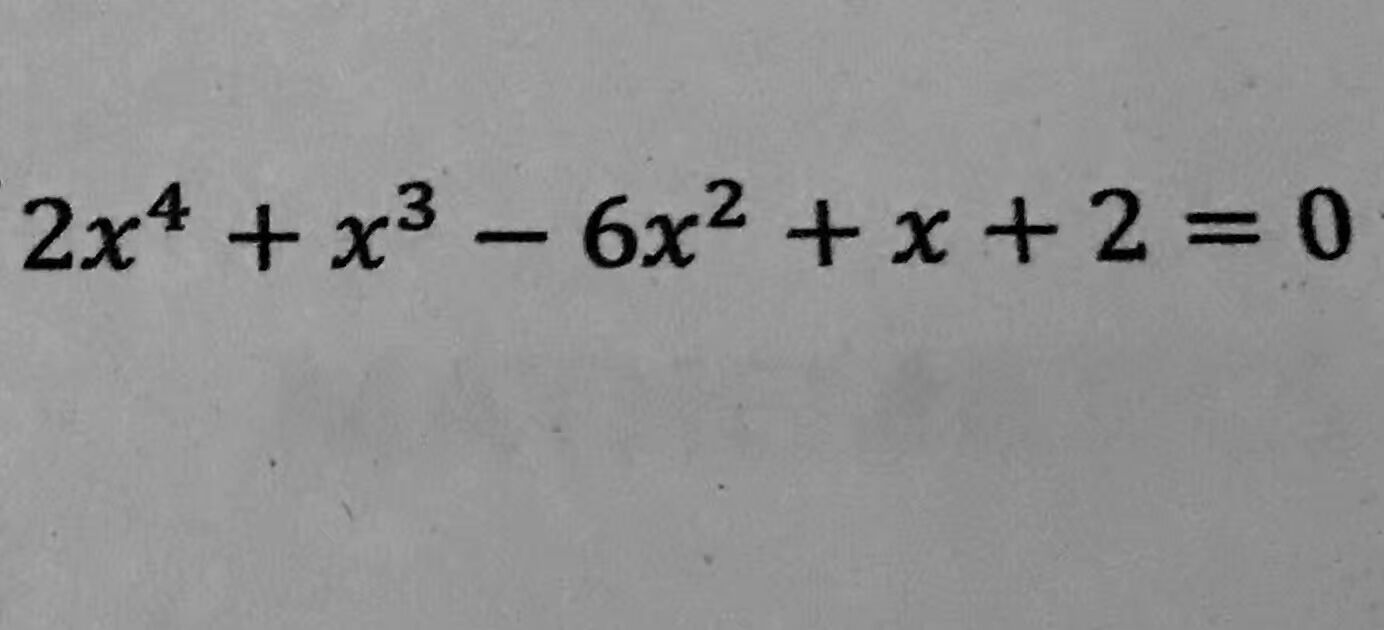 2x⁴ + x³ − 6x² + x + 2 = 0